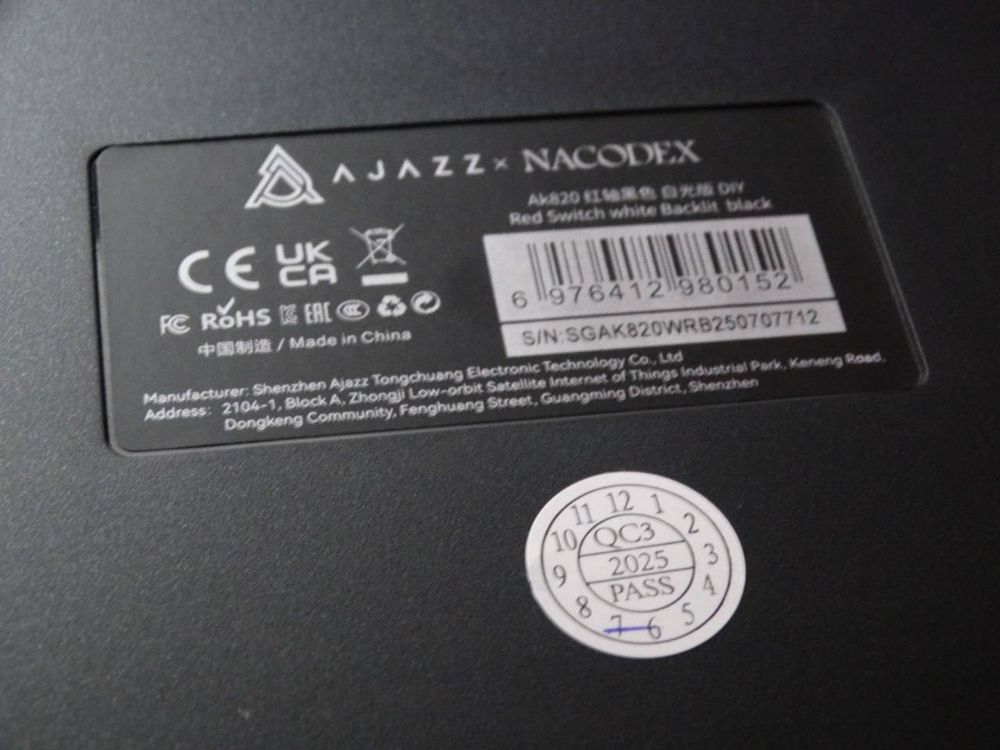 AJAZZ × NACODEX
Ak820 红轴黑色 白光版 DIY
Red Switch white Backlit black
CE UK
CA
6 976412 980152
FC RoHS EAC CCC
S/N:SGAK820WRB250707712
中国制造 / Made in China
Manufacturer: Shenzhen Ajazz Tongchuang Electronic Technology Co., Ltd
Address: 2104-1, Block A, Zhongji Low-orbit Satellite Internet of Things Industrial Park, Keneng Road,
Dongkeng Community, Fenghuang Street, Guangming District, Shenzhen
11 12 1
10 QC3 2
9 2025 3
8 PASS 4
7 6 5